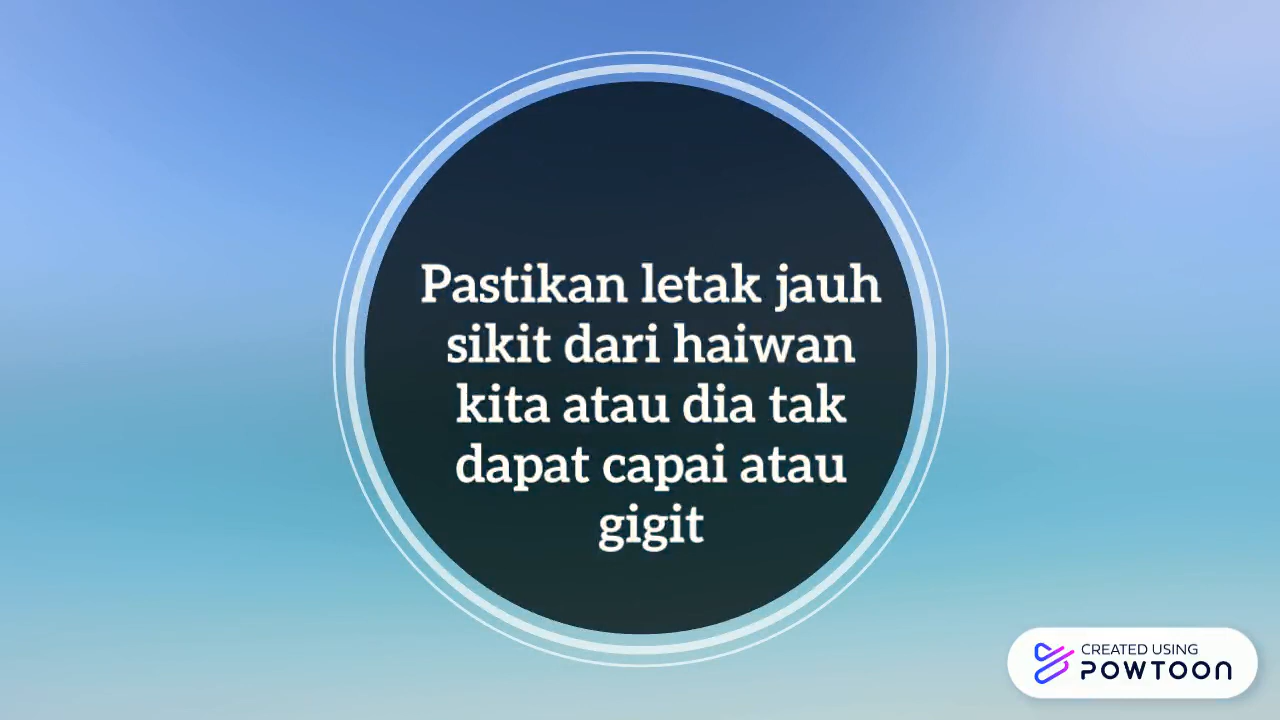 Pastikan letak jauh
sikit dari haiwan
kita atau dia tak
dapat capai atau
gigit
CREATED USING
POWTOON